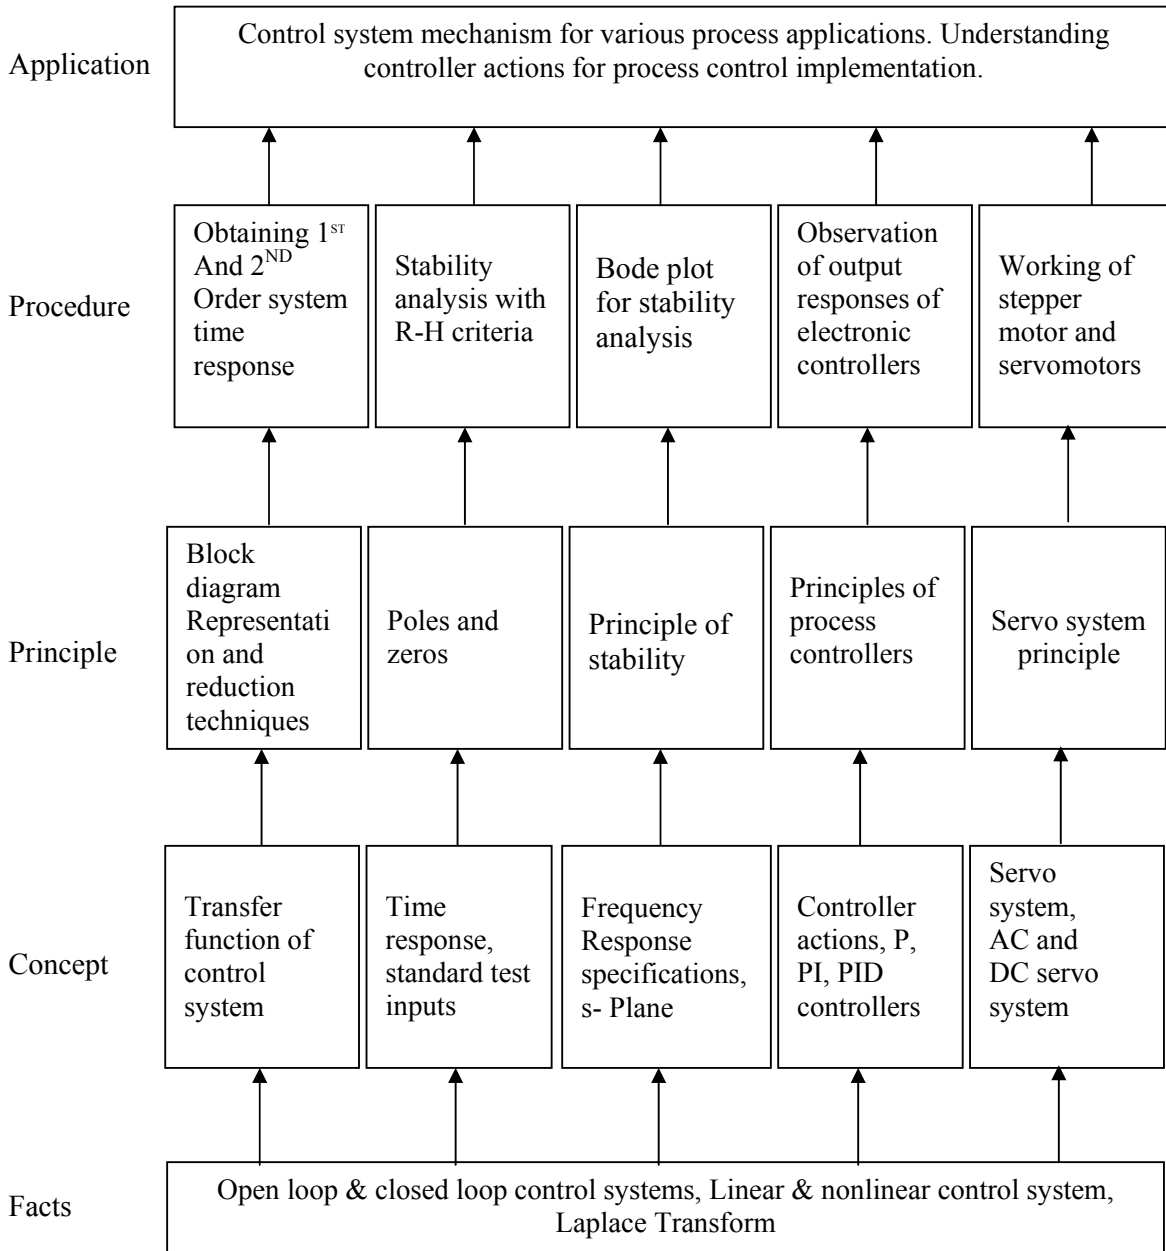 Application
Control system mechanism for various process applications. Understanding
controller actions for process control implementation.
Procedure
Obtaining 1ST
And 2ND
Order system
time
response
Stability
analysis with
R-H criteria
Bode plot
for stability
analysis
Observation
of output
responses of
electronic
controllers
Working of
stepper
motor and
servomotors
Principle
Block
diagram
Representati
on and
reduction
techniques
Poles and
zeros
Principle of
stability
Principles of
process
controllers
Servo system
principle
Concept
Transfer
function of
control
system
Time
response,
standard test
inputs
Frequency
Response
specifications,
s- Plane
Controller
actions, P,
PI, PID
controllers
Servo
system,
AC and
DC servo
system
Facts
Open loop & closed loop control systems, Linear & nonlinear control system,
Laplace Transform